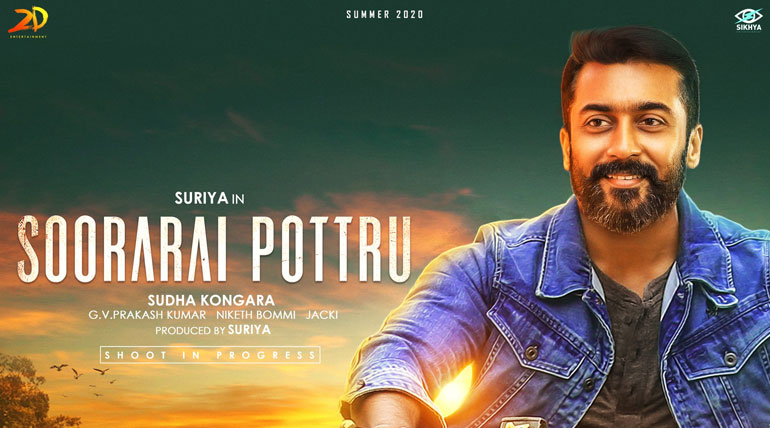 2D
ENTERTAINMENT
SUMMER 2020
SIKHYA
SURIYA IN
SOORARAI POTTRU
SUDHA KONGARA
G.V.PRAKASH KUMAR NIKETH BOMMI JACKI
PRODUCED BY SURIYA
SHOOT IN PROGRESS